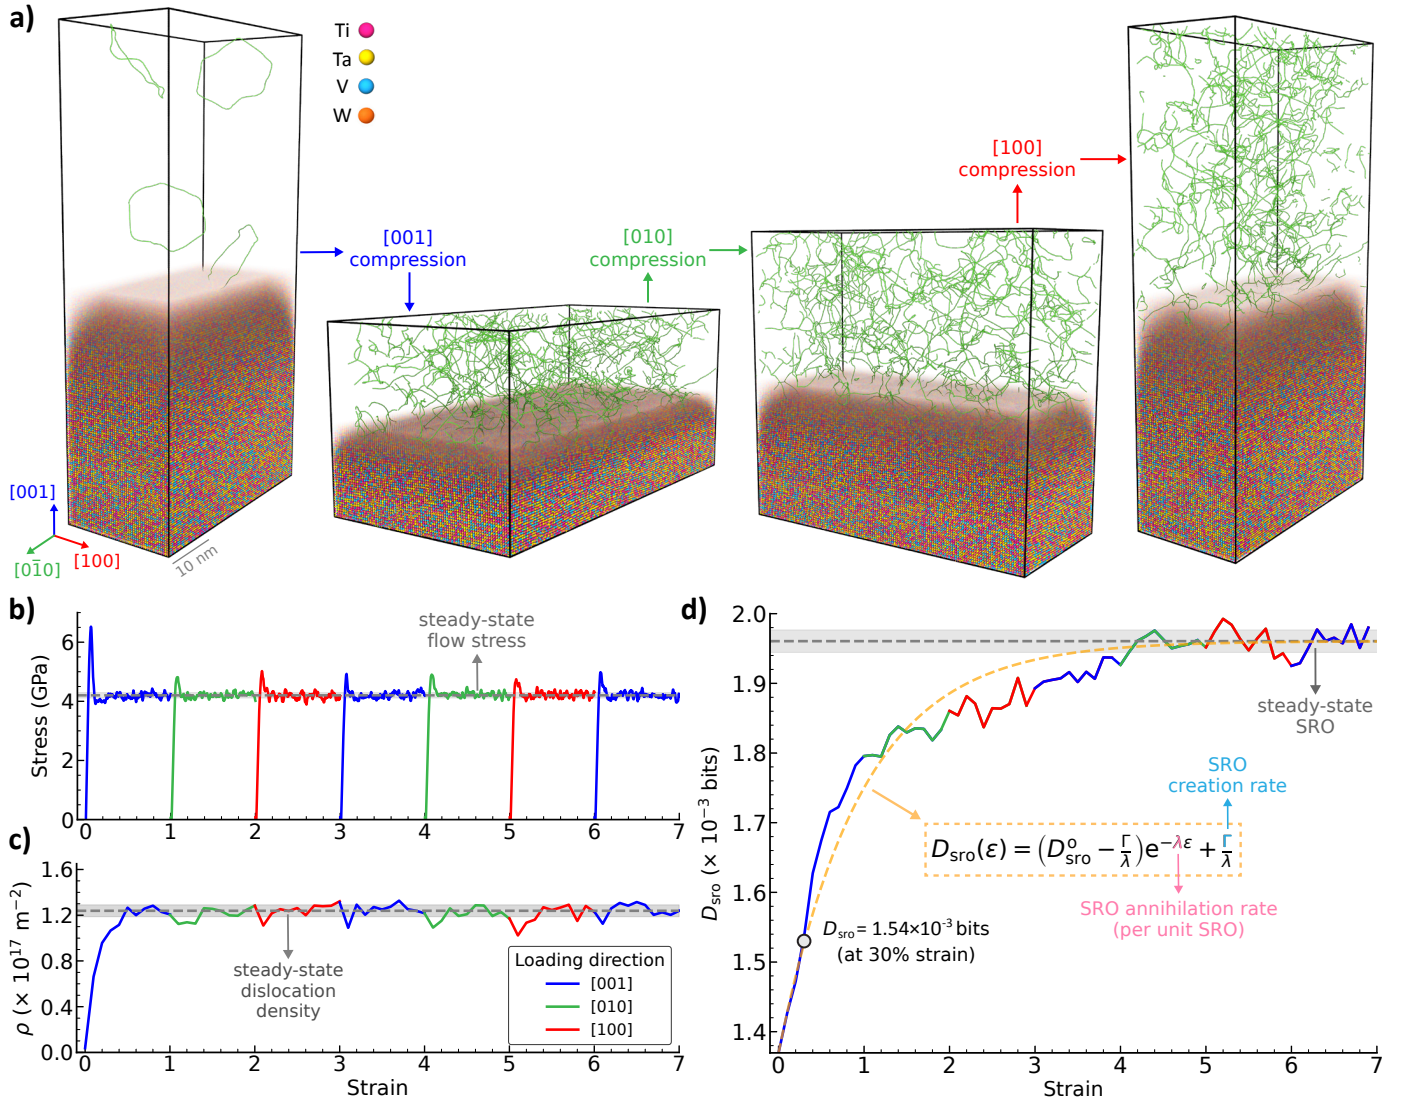 a)
Ti
Ta
V
W
[001]
compression
[010]
compression
[100]
compression
[001]
[01̄0]
[100]
10 nm
b)
steady-state
flow stress
Stress (GPa)
6
4
2
0
0 1 2 3 4 5 6 7
c)
ρ (× 10¹⁷ m⁻²)
1.6
1.2
0.8
0.4
0.0
steady-state
dislocation
density
Loading direction
[001]
[010]
[100]
0 1 2 3 4 5 6 7
Strain
d)
D_sro (× 10⁻³ bits)
2.0
1.9
1.8
1.7
1.6
1.5
1.4
steady-state
SRO
SRO
creation rate
D_sro(ε) = (D°_sro − Γ/λ)e^(−λε) + Γ/λ
SRO annihilation rate
(per unit SRO)
D_sro = 1.54×10⁻³ bits
(at 30% strain)
0 1 2 3 4 5 6 7
Strain